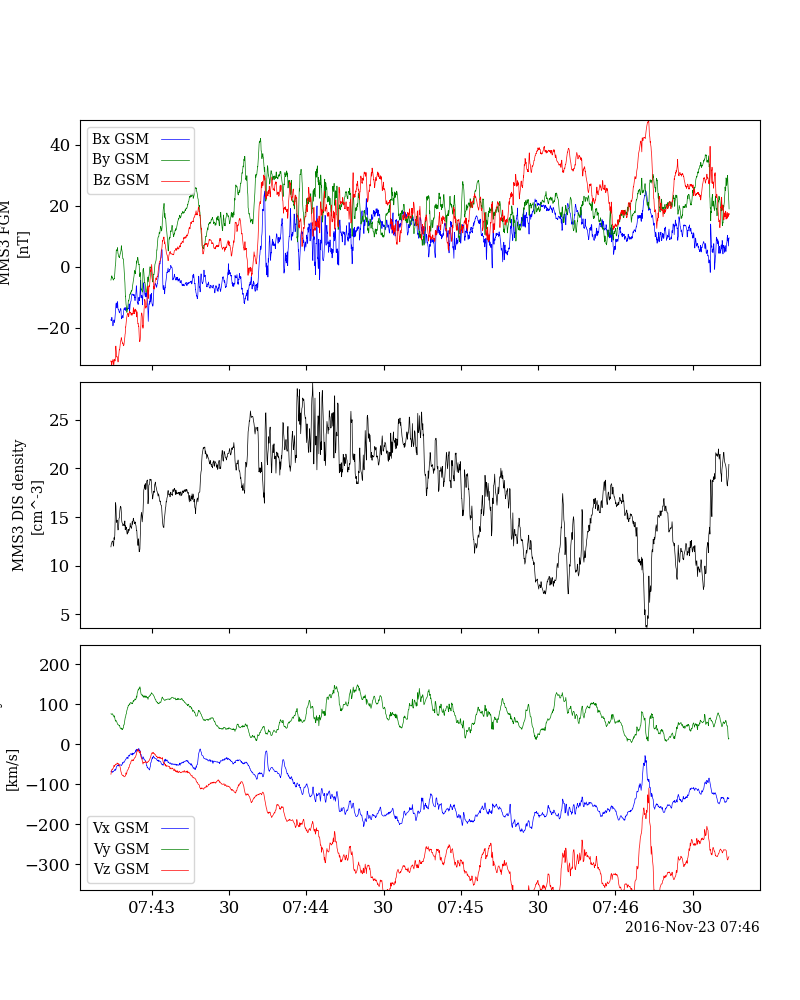 Bx GSM
By GSM
Bz GSM
40
20
0
−20
MMS3 FGM
[nT]
25
20
15
10
5
MMS3 DIS density
[cm^-3]
200
100
0
−100
−200
−300
[km/s]
Vx GSM
Vy GSM
Vz GSM
07:43 30 07:44 30 07:45 30 07:46 30
2016-Nov-23 07:46